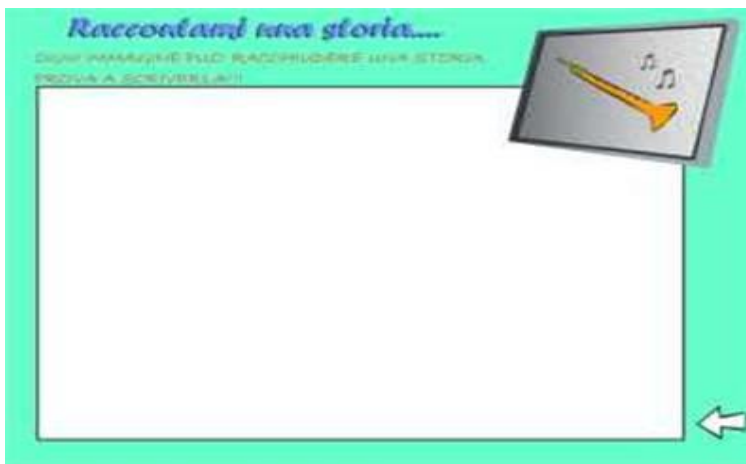 Raccontami una storia....
OGNI IMMAGINE PUO' RACCHIUDERE UNA STORIA
PROVA A SCRIVERLA!!!